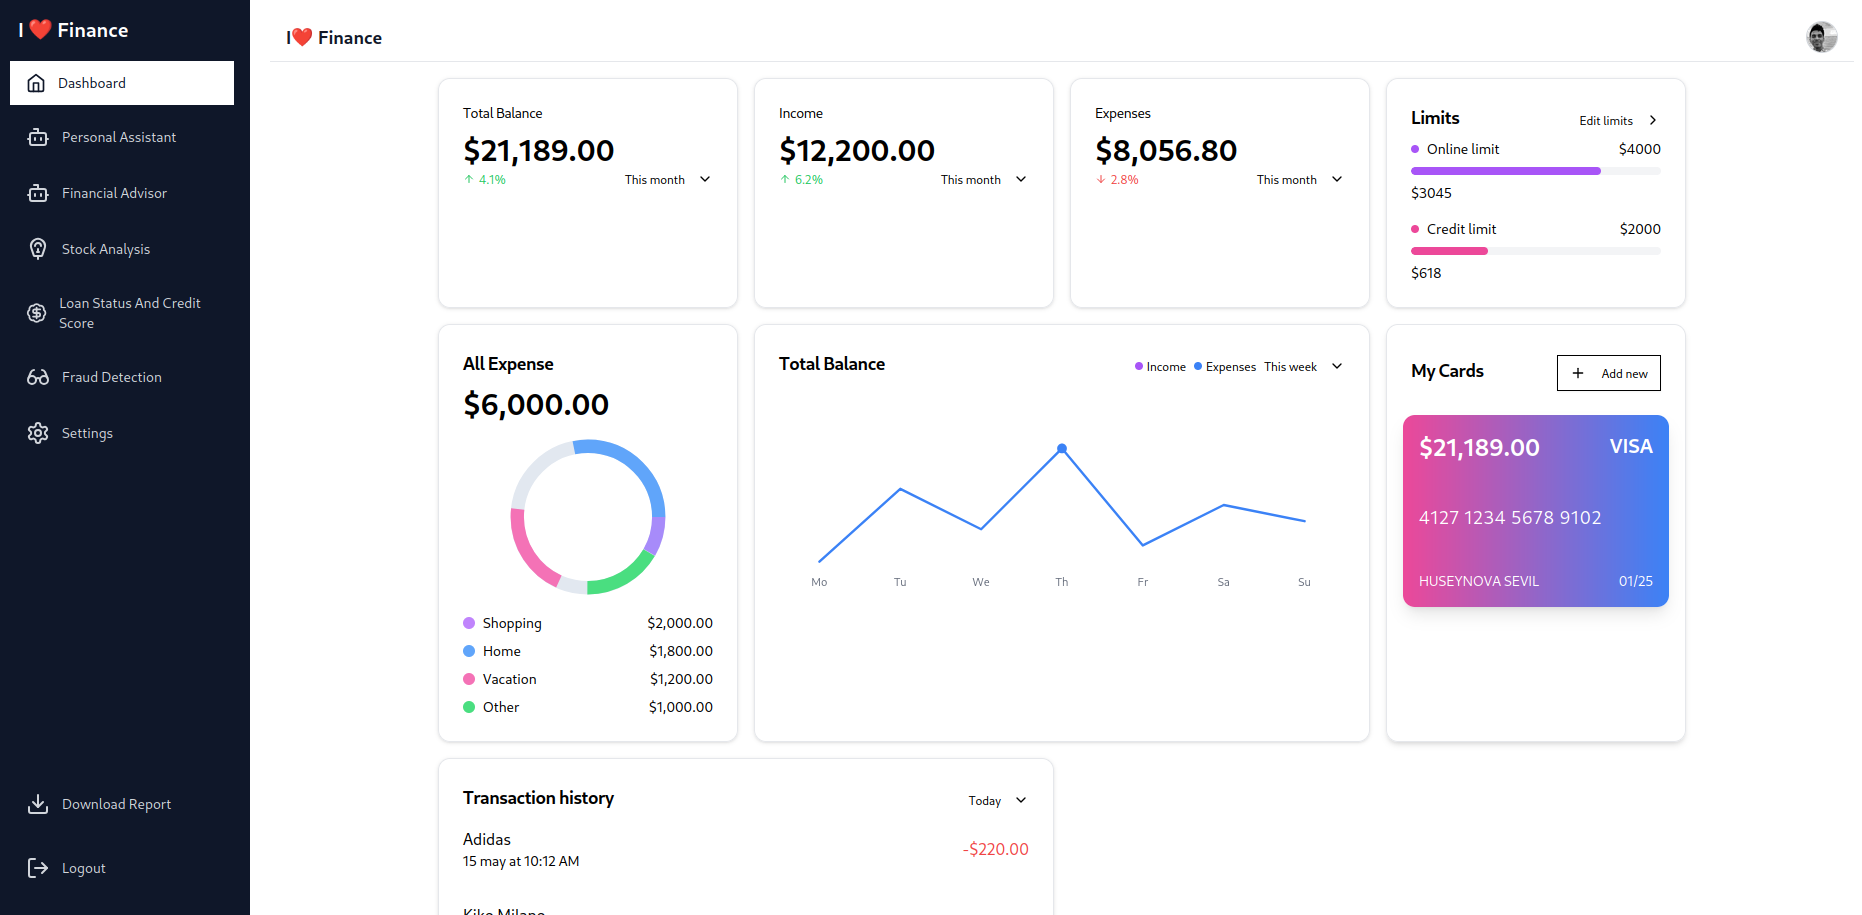 I ❤️ Finance
Dashboard
Personal Assistant
Financial Advisor
Stock Analysis
Loan Status And Credit
Score
Fraud Detection
Settings
Download Report
Logout
I❤️ Finance
Total Balance
$21,189.00
4.1%
This month
Income
$12,200.00
6.2%
This month
Expenses
$8,056.80
2.8%
This month
Limits
Edit limits
Online limit $4000
$3045
Credit limit $2000
$618
All Expense
$6,000.00
Shopping $2,000.00
Home $1,800.00
Vacation $1,200.00
Other $1,000.00
Total Balance
Income Expenses This week
Mo Tu We Th Fr Sa Su
My Cards
Add new
$21,189.00 VISA
4127 1234 5678 9102
HUSEYNOVA SEVIL 01/25
Transaction history
Today
Adidas
15 may at 10:12 AM
-$220.00